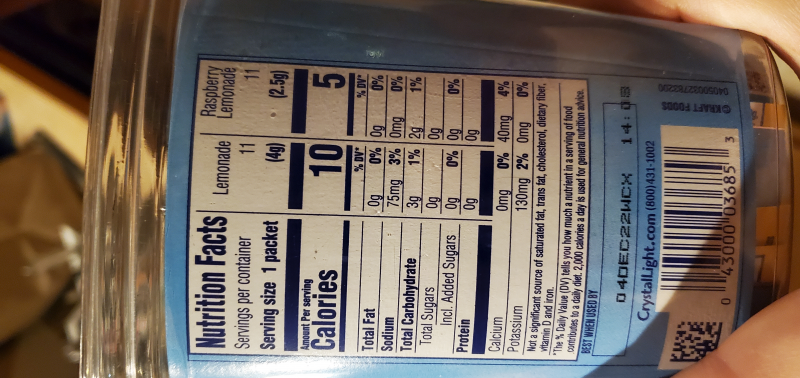 Nutrition Facts
Lemonade Raspberry Lemonade
Servings per container 11 11
Serving size 1 packet (4g) (2.5g)
Amount Per serving
Calories 10 5
% DV* % DV*
Total Fat 0g 0% 0g 0%
Sodium 75mg 3% 0mg 0%
Total Carbohydrate 3g 1% 2g 1%
Total Sugars 0g 0g
Incl. Added Sugars 0g 0% 0g 0%
Protein 0g 0g
Calcium 0mg 0% 40mg 4%
Potassium 130mg 2% 0mg 0%
Not a significant source of saturated fat, trans fat, cholesterol, dietary fiber,
vitamin D and iron.
*The % Daily Value (DV) tells you how much a nutrient in a serving of food
contributes to a daily diet. 2,000 calories a day is used for general nutrition advice.
BEST WHEN USED BY
04DEC22WCX 14:08
CrystalLight.com (800)431-1002
0 43000 03685 3
© KRAFT FOODS